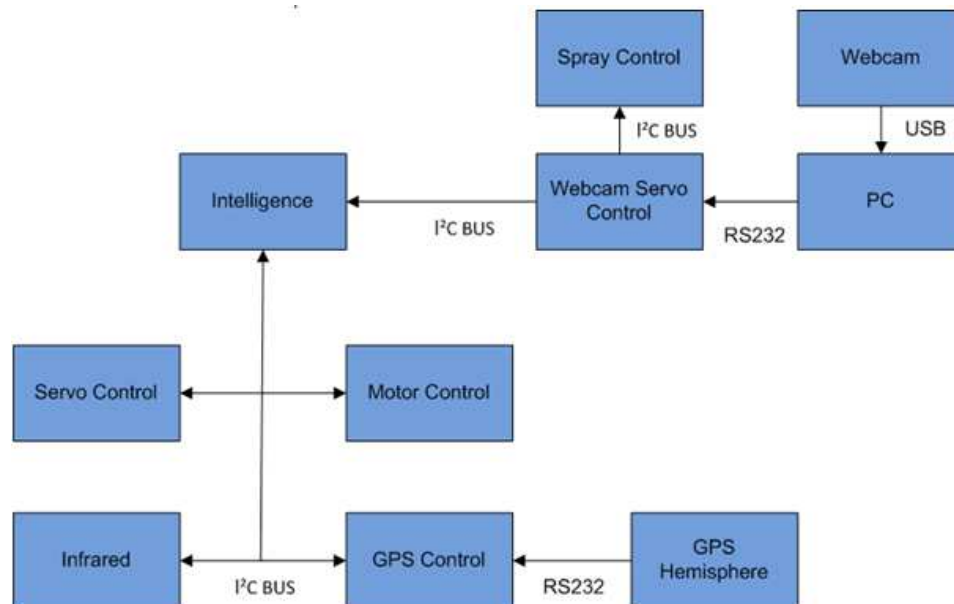 Spray Control
Webcam
I²C BUS
USB
Intelligence
Webcam Servo
Control
PC
I²C BUS
RS232
Servo Control
Motor Control
Infrared
GPS Control
GPS
Hemisphere
I²C BUS
RS232